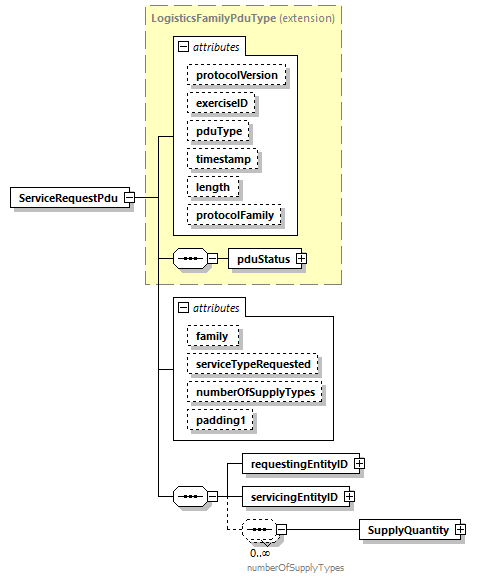 LogisticsFamilyPduType (extension)
attributes
protocolVersion
exerciseID
pduType
timestamp
length
protocolFamily
ServiceRequestPdu
pduStatus
attributes
family
serviceTypeRequested
numberOfSupplyTypes
padding1
requestingEntityID
servicingEntityID
SupplyQuantity
0..∞
numberOfSupplyTypes